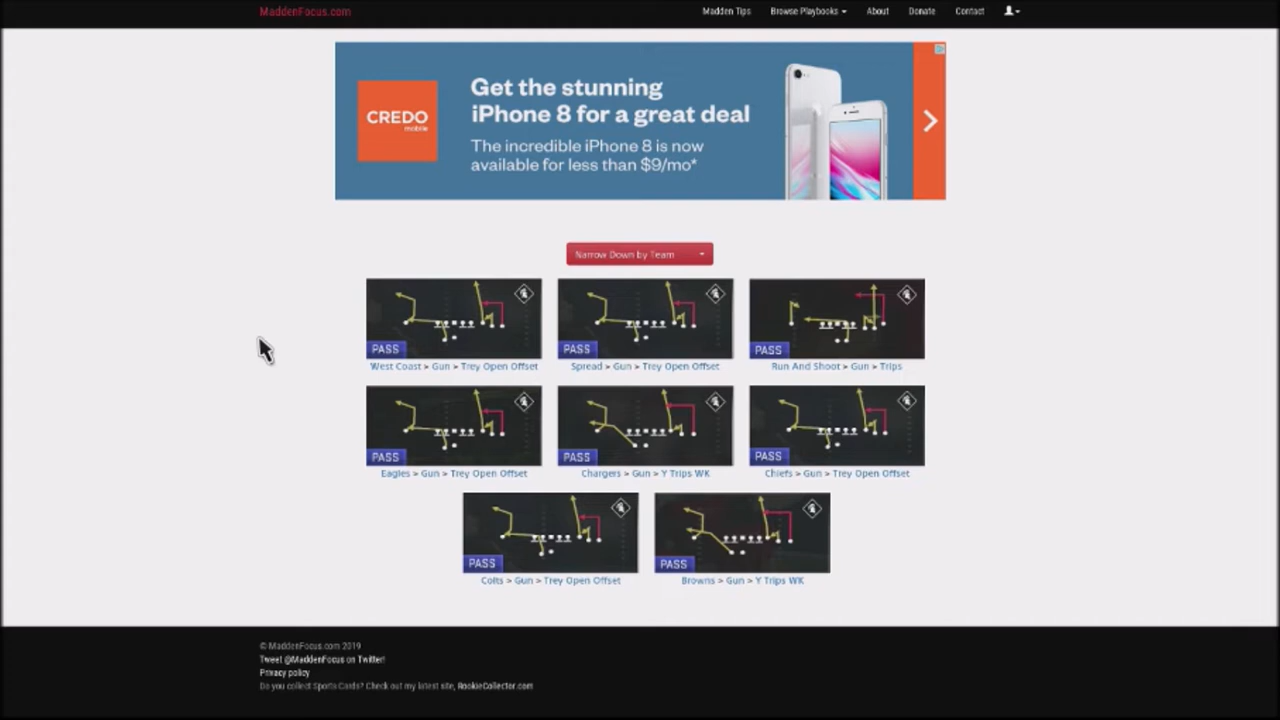 MaddenFocus.com
Madden Tips Browse Playbooks About Donate Contact
CREDO
mobile
Get the stunning
iPhone 8 for a great deal
The incredible iPhone 8 is now
available for less than $9/mo*
Narrow Down by Team
PASS PASS PASS
West Coast > Gun > Trey Open Offset Spread > Gun > Trey Open Offset Run And Shoot > Gun > Trips
PASS PASS PASS
Eagles > Gun > Trey Open Offset Chargers > Gun > Y Trips WK Chiefs > Gun > Trey Open Offset
PASS PASS
Colts > Gun > Trey Open Offset Browns > Gun > Y Trips WK
© MaddenFocus.com 2019
Tweet @MaddenFocus on Twitter!
Privacy policy
Do you collect Sports Cards? Check out my latest site, RookieCollector.com